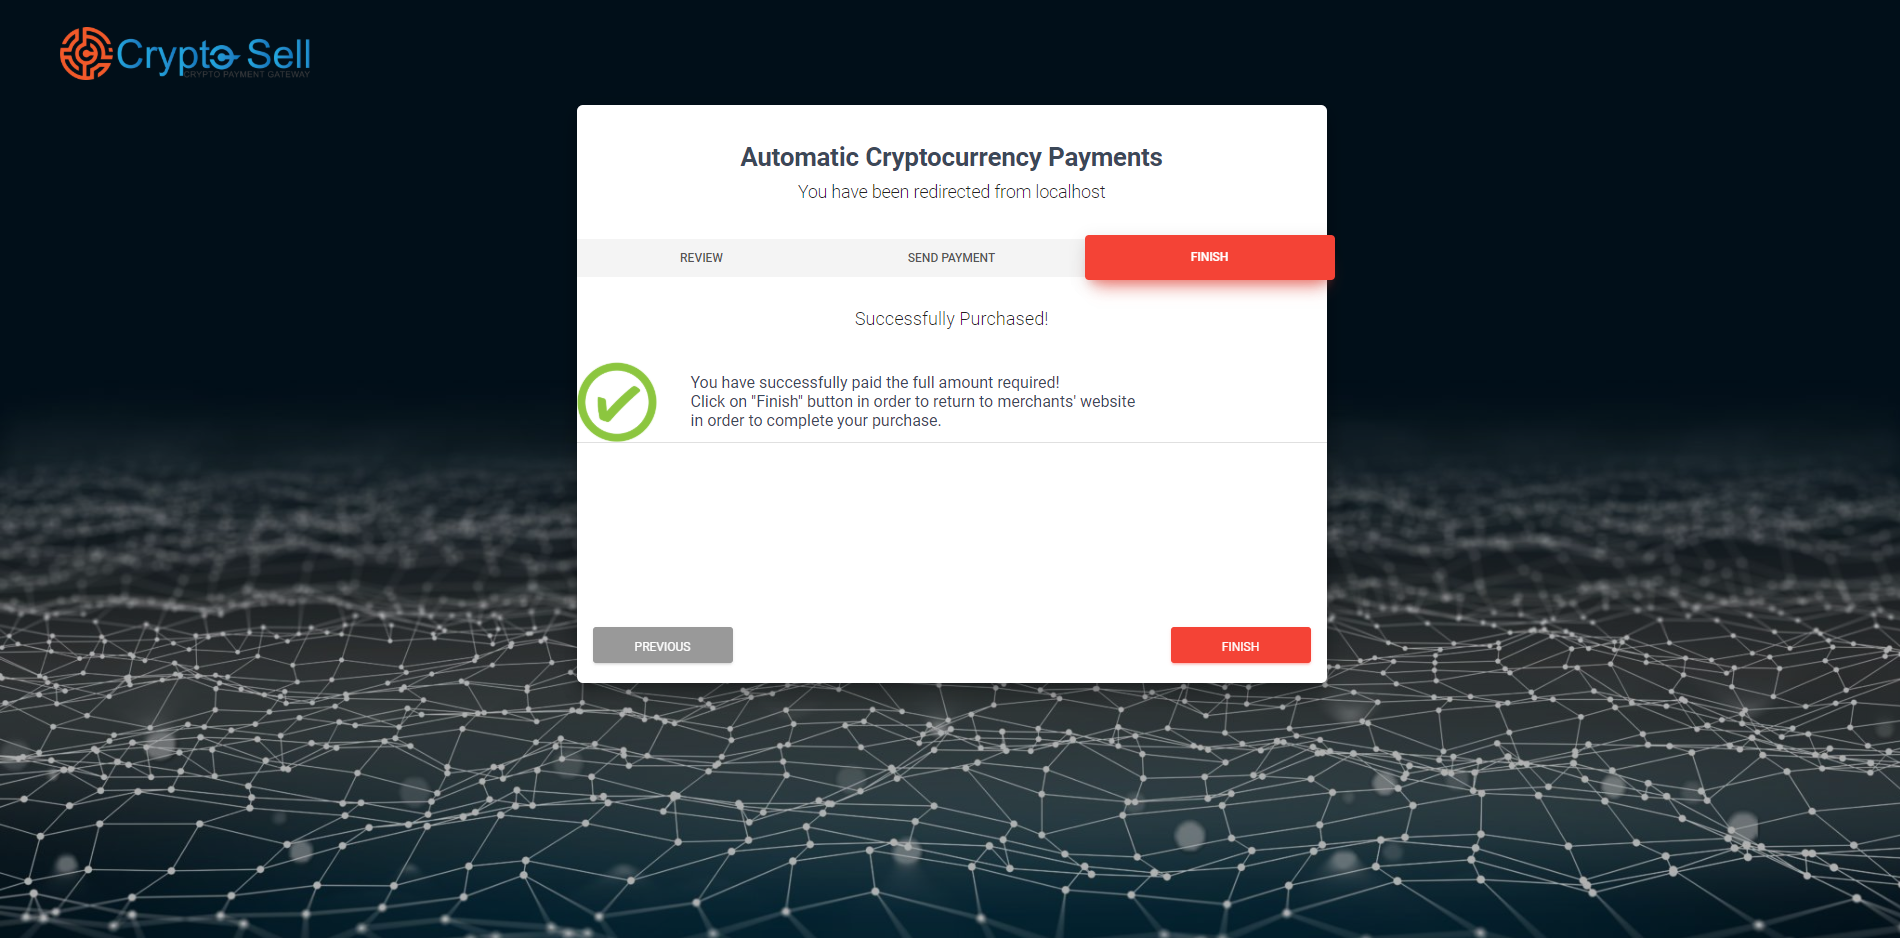 Crypto Sell
CRYPTO PAYMENT GATEWAY
Automatic Cryptocurrency Payments
You have been redirected from localhost
REVIEW
SEND PAYMENT
FINISH
Successfully Purchased!
You have successfully paid the full amount required!
Click on "Finish" button in order to return to merchants' website
in order to complete your purchase.
PREVIOUS
FINISH